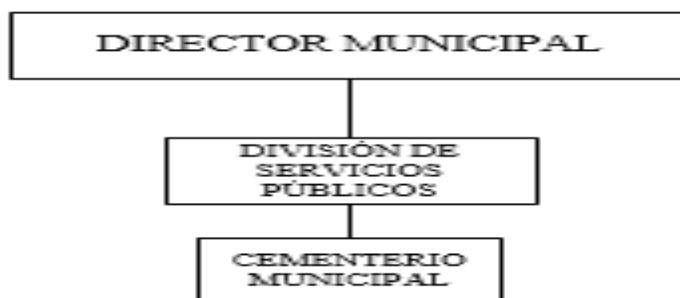 DIRECTOR MUNICIPAL
DIVISIÓN DE
SERVICIOS
PÚBLICOS
CEMENTERIO
MUNICIPAL